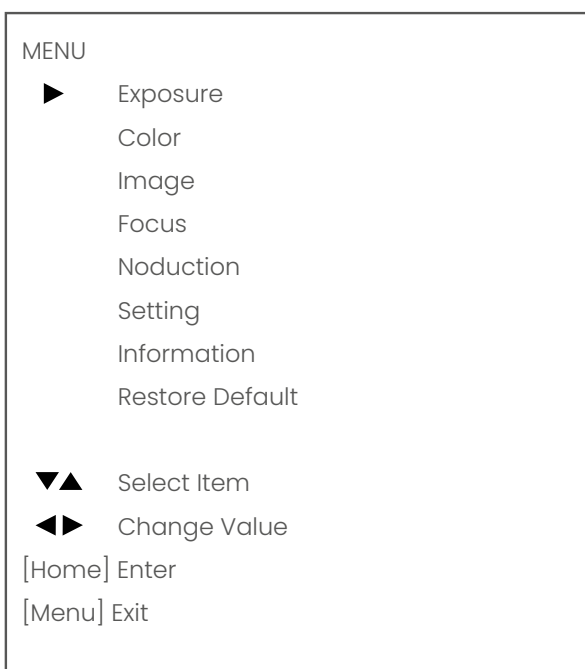 MENU
▶ Exposure
Color
Image
Focus
Noduction
Setting
Information
Restore Default
▼▲ Select Item
◀▶ Change Value
[Home] Enter
[Menu] Exit